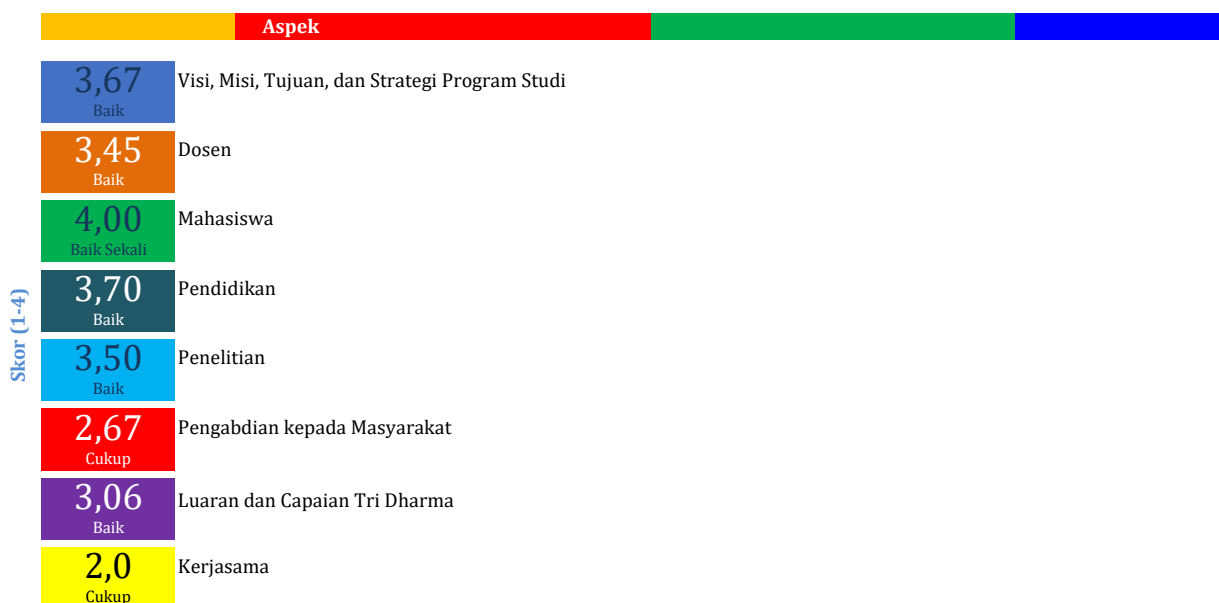 Aspek
3,67
Baik
Visi, Misi, Tujuan, dan Strategi Program Studi
3,45
Baik
Dosen
4,00
Baik Sekali
Mahasiswa
3,70
Baik
Pendidikan
Skor (1-4)
3,50
Baik
Penelitian
2,67
Cukup
Pengabdian kepada Masyarakat
3,06
Baik
Luaran dan Capaian Tri Dharma
2,0
Cukup
Kerjasama